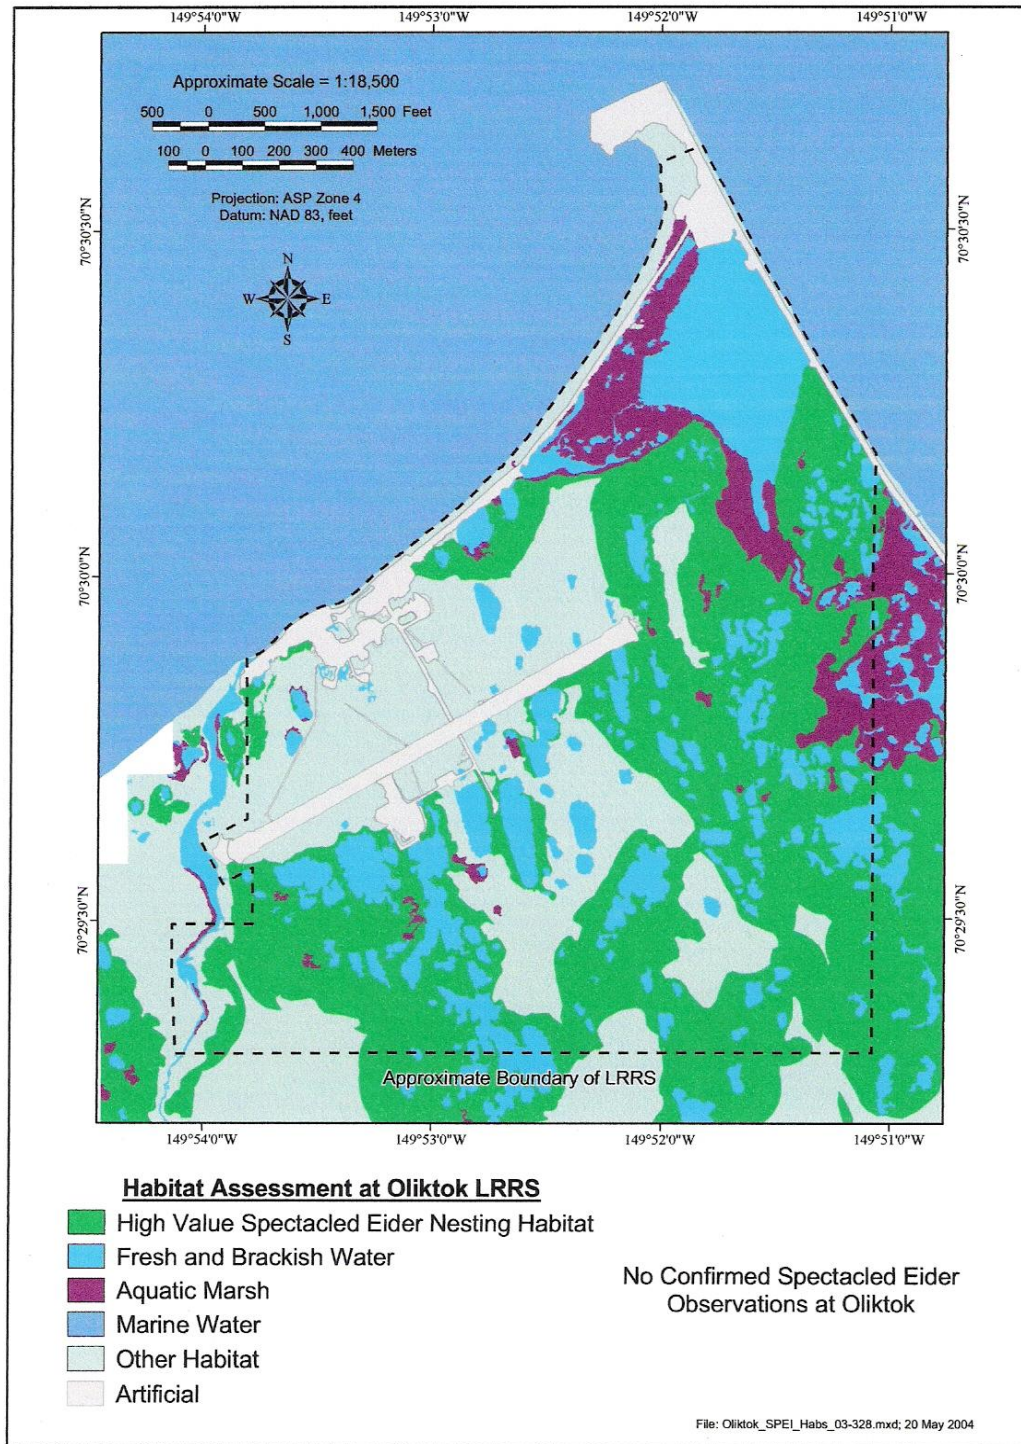 149°54'0"W 149°53'0"W 149°52'0"W 149°51'0"W
Approximate Scale = 1:18,500
500 0 500 1,000 1,500 Feet
100 0 100 200 300 400 Meters
Projection: ASP Zone 4
Datum: NAD 83, feet
N
W E
S
70°30'30"N 70°30'30"N
70°30'0"N 70°30'0"N
70°29'30"N 70°29'30"N
Approximate Boundary of LRRS
149°54'0"W 149°53'0"W 149°52'0"W 149°51'0"W
Habitat Assessment at Oliktok LRRS
High Value Spectacled Eider Nesting Habitat
Fresh and Brackish Water
Aquatic Marsh
Marine Water
Other Habitat
Artificial
No Confirmed Spectacled Eider
Observations at Oliktok
File: Oliktok_SPEI_Habs_03-328.mxd; 20 May 2004